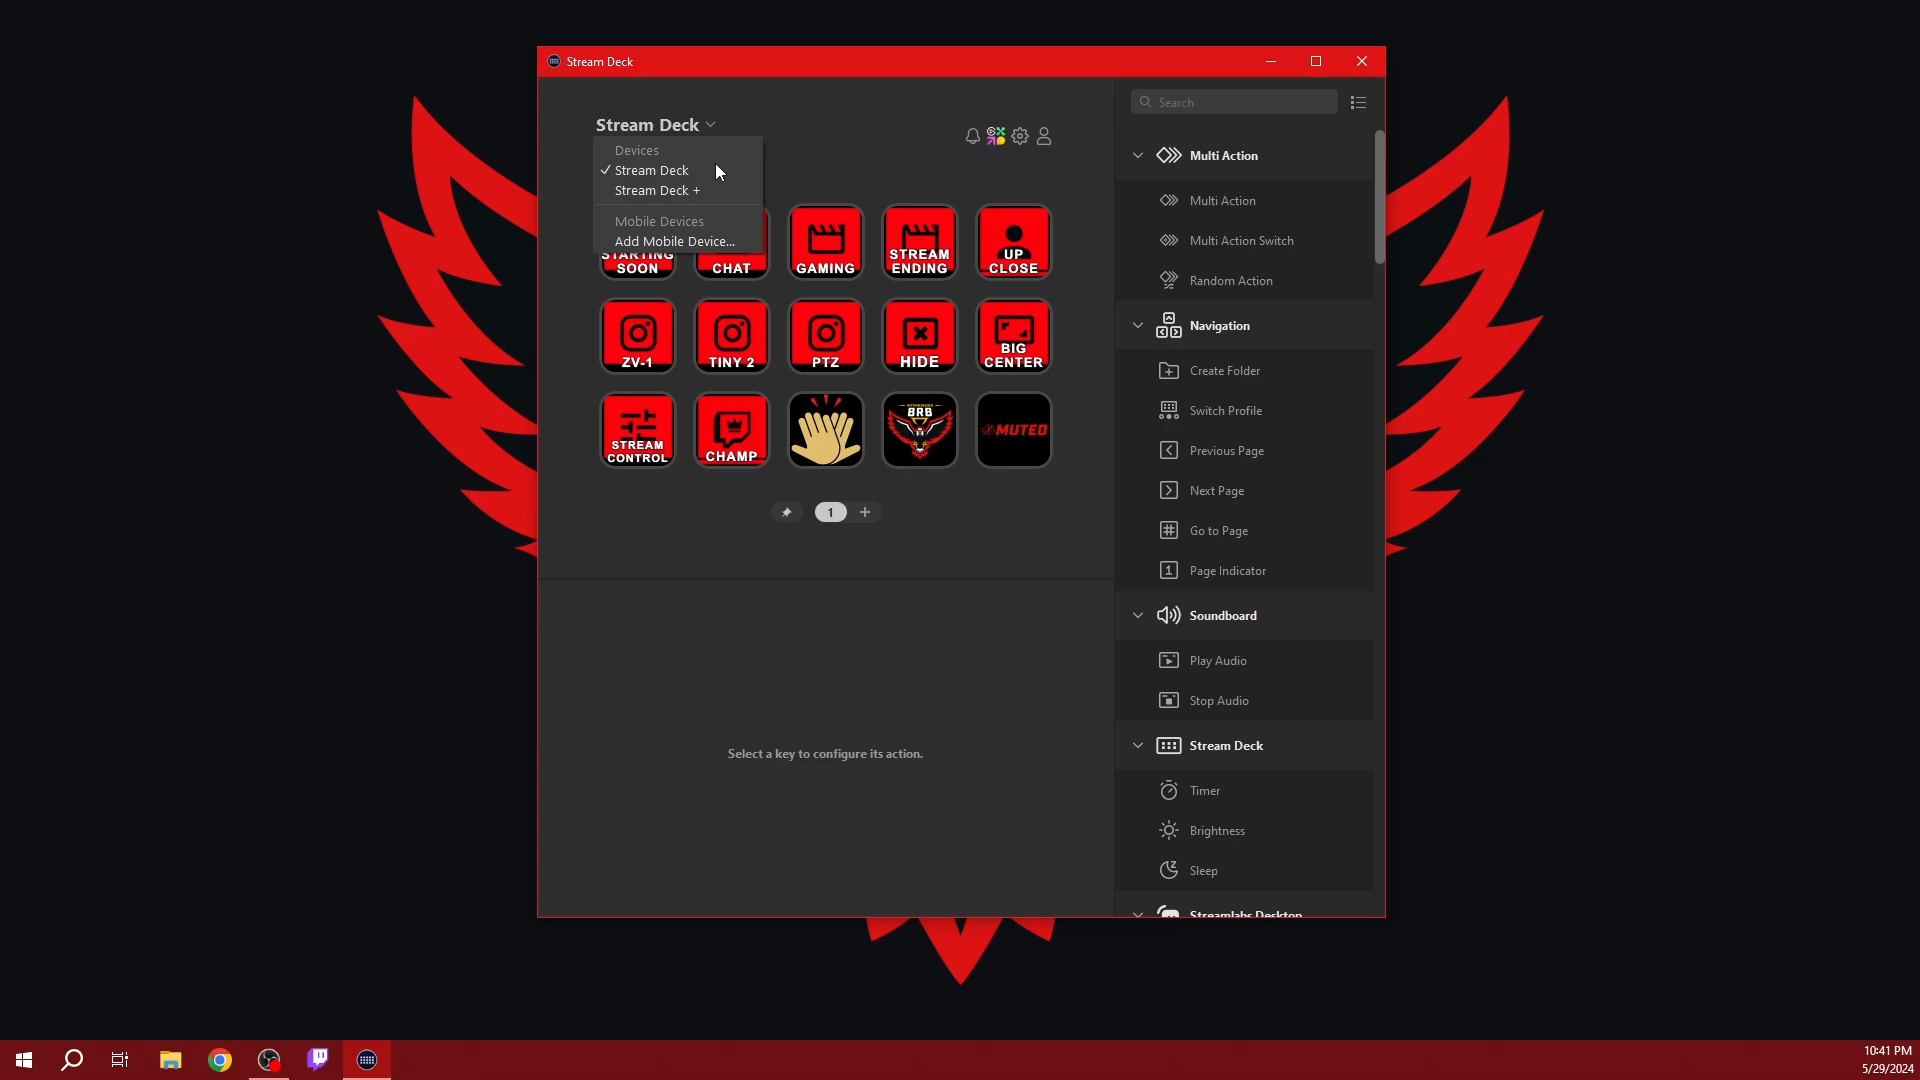 Stream Deck
Search
Stream Deck
Devices
Stream Deck
Stream Deck +
Mobile Devices
Add Mobile Device...
STARTING
SOON
CHAT
GAMING
STREAM
ENDING
UP
CLOSE
ZV-1
TINY 2
PTZ
HIDE
BIG
CENTER
STREAM
CONTROL
CHAMP
BRB
MUTED
1
Select a key to configure its action.
Multi Action
Multi Action
Multi Action Switch
Random Action
Navigation
Create Folder
Switch Profile
Previous Page
Next Page
Go to Page
Page Indicator
Soundboard
Play Audio
Stop Audio
Stream Deck
Timer
Brightness
Sleep
Streamlabs Desktop
10:41 PM
5/29/2024